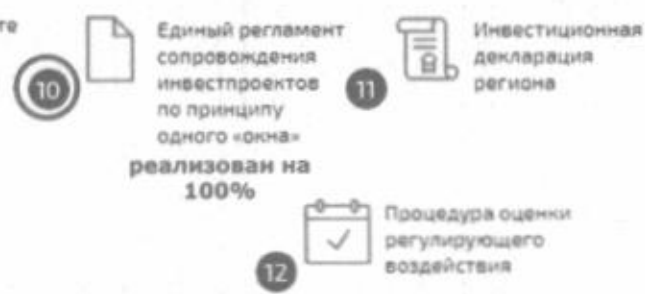 те
10
Единый регламент
сопровождения
инвестпроектов
по принципу
одного «окна»
реализован на
100%
11
Инвестиционная
декларация
региона
12
Процедура оценки
регулирующего
воздействия